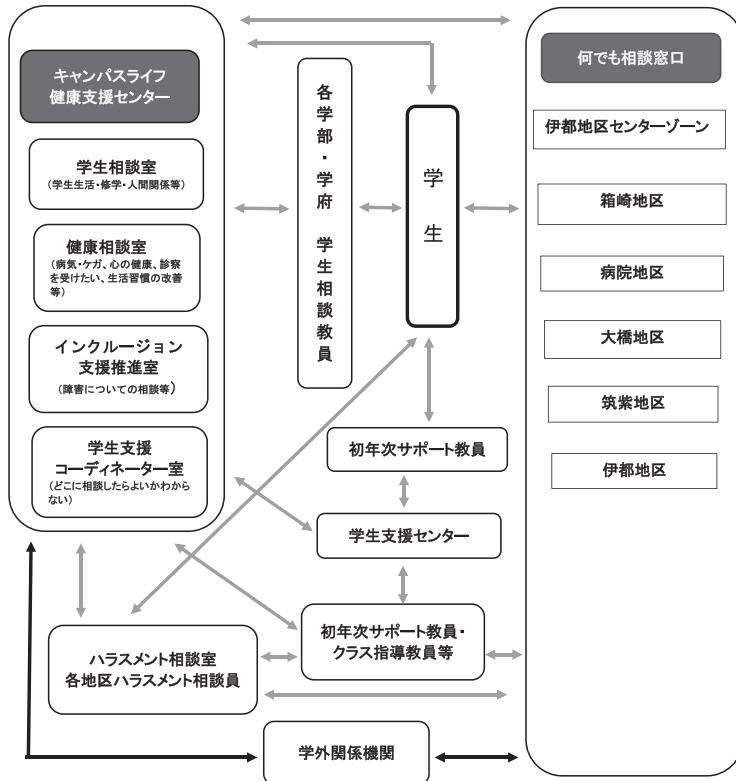 キャンパスライフ
健康支援センター
学生相談室
(学生生活・修学・人間関係等)
健康相談室
(病気・ケガ、心の健康、診察
を受けたい、生活習慣の改善
等)
インクルージョン
支援推進室
(障害についての相談等)
学生支援
コーディネーター室
(どこに相談したらよいかわから
ない)
各学部・学府 学生相談教員
学生
初年次サポート教員
学生支援センター
初年次サポート教員・
クラス指導教員等
ハラスメント相談室
各地区ハラスメント相談員
学外関係機関
何でも相談窓口
伊都地区センターゾーン
箱崎地区
病院地区
大橋地区
筑紫地区
伊都地区